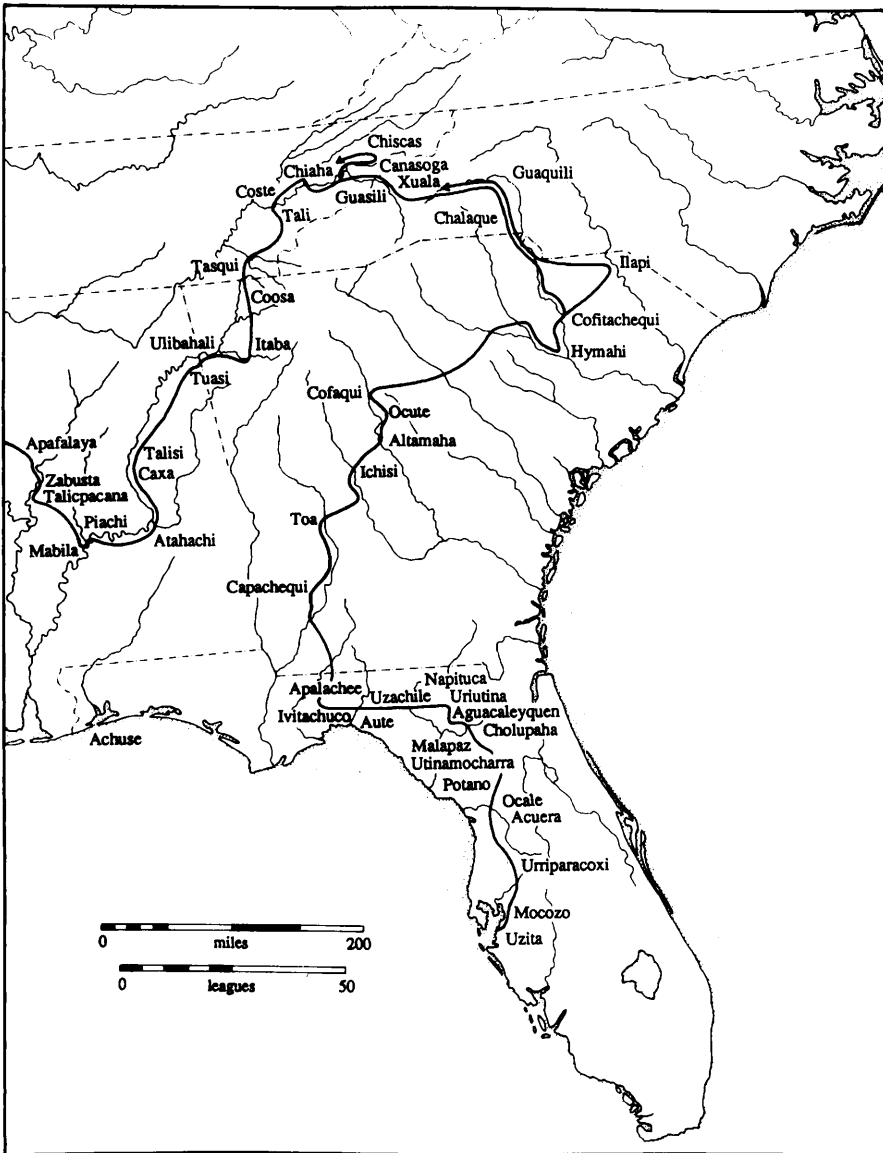 Chiscas
Chiaha
Canasoga
Xuala
Guaquili
Coste
Guasili
Tali
Chalaque
Tasqui
Ilapi
Coosa
Cofitachequi
Ulibahali
Itaba
Hymahi
Tuasi
Cofaqui
Ocute
Altamaha
Apafalaya
Talisi
Caxa
Ichisi
Zabusta
Talicpacana
Piachi
Toa
Mabila
Atahachi
Capachequi
Napituca
Apalachee
Uzachile
Uriutina
Ivitachuco
Aute
Aguacaleyquen
Cholupaha
Achuse
Malapaz
Utinamocharra
Potano
Ocale
Acuera
Urriparacoxi
Mocozo
Uzita
0 miles 200
0 leagues 50